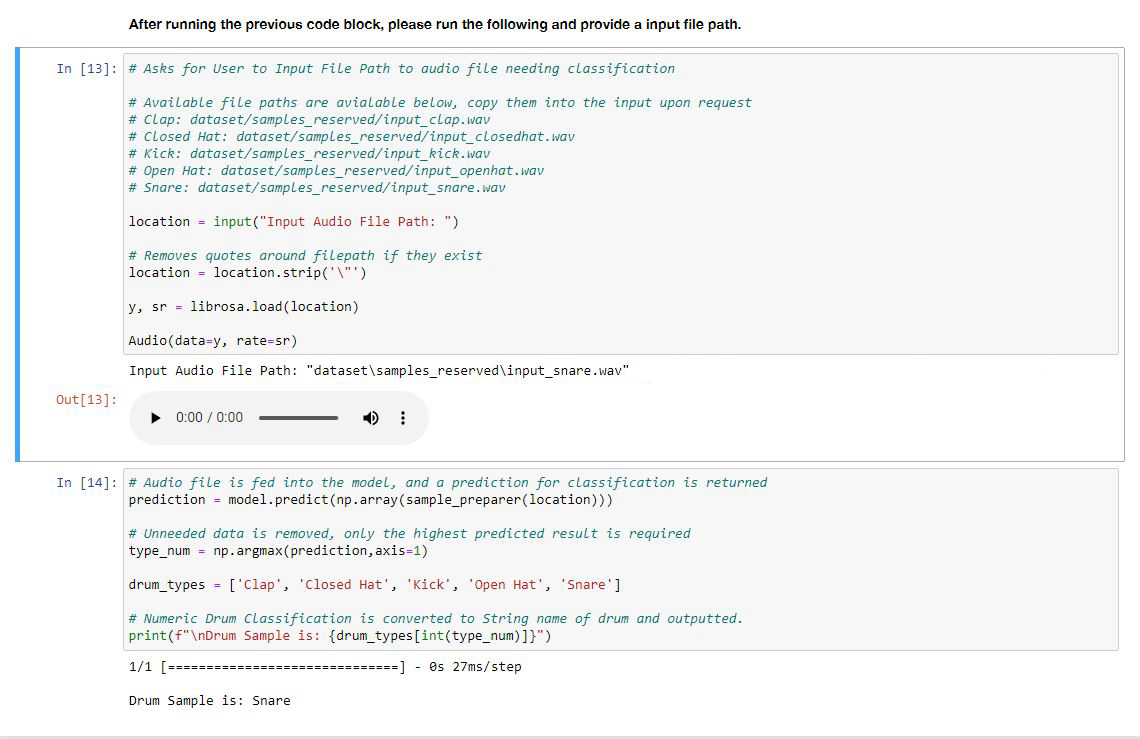 After running the previous code block, please run the following and provide a input file path.
In [13]:
# Asks for User to Input File Path to audio file needing classification
# Available file paths are avialable below, copy them into the input upon request
# Clap: dataset/samples_reserved/input_clap.wav
# Closed Hat: dataset/samples_reserved/input_closedhat.wav
# Kick: dataset/samples_reserved/input_kick.wav
# Open Hat: dataset/samples_reserved/input_openhat.wav
# Snare: dataset/samples_reserved/input_snare.wav
location = input("Input Audio File Path: ")
# Removes quotes around filepath if they exist
location = location.strip('\"')
y, sr = librosa.load(location)
Audio(data=y, rate=sr)
Input Audio File Path: "dataset\samples_reserved\input_snare.wav"
Out[13]:
0:00 / 0:00
In [14]:
# Audio file is fed into the model, and a prediction for classification is returned
prediction = model.predict(np.array(sample_preparer(location)))
# Unneeded data is removed, only the highest predicted result is required
type_num = np.argmax(prediction,axis=1)
drum_types = ['Clap', 'Closed Hat', 'Kick', 'Open Hat', 'Snare']
# Numeric Drum Classification is converted to String name of drum and outputted.
print(f"\nDrum Sample is: {drum_types[int(type_num)]}")
1/1 [==============================] - 0s 27ms/step
Drum Sample is: Snare